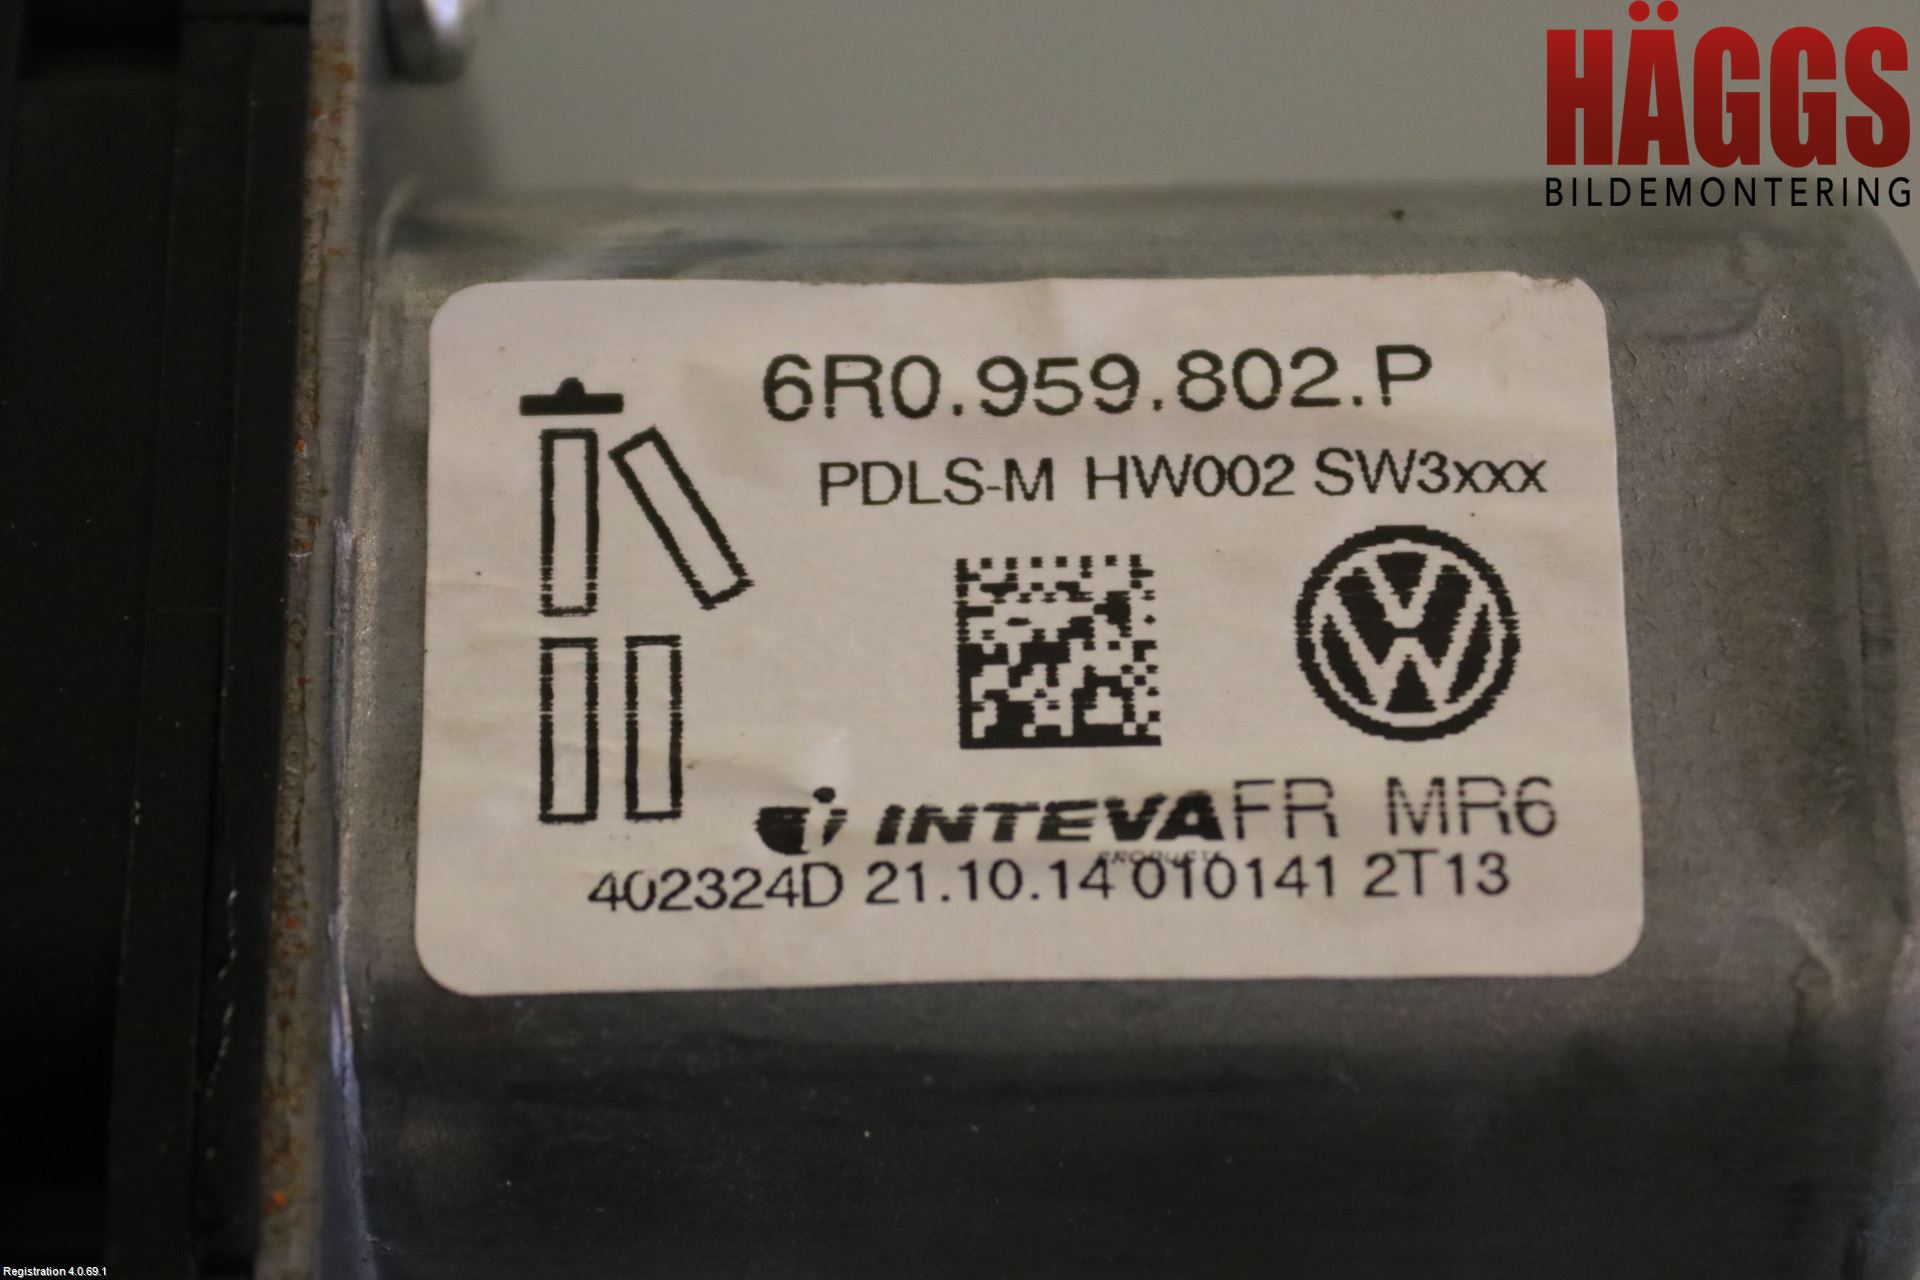 HÄGGS
BILDEMONTERING
6R0.959.802.P
PDLS-M HW002 SW3xxx
INTEVA FR MR6
PRODUCTS
402324D 21.10.14 010141 2T13
Registration 4.0.69.1